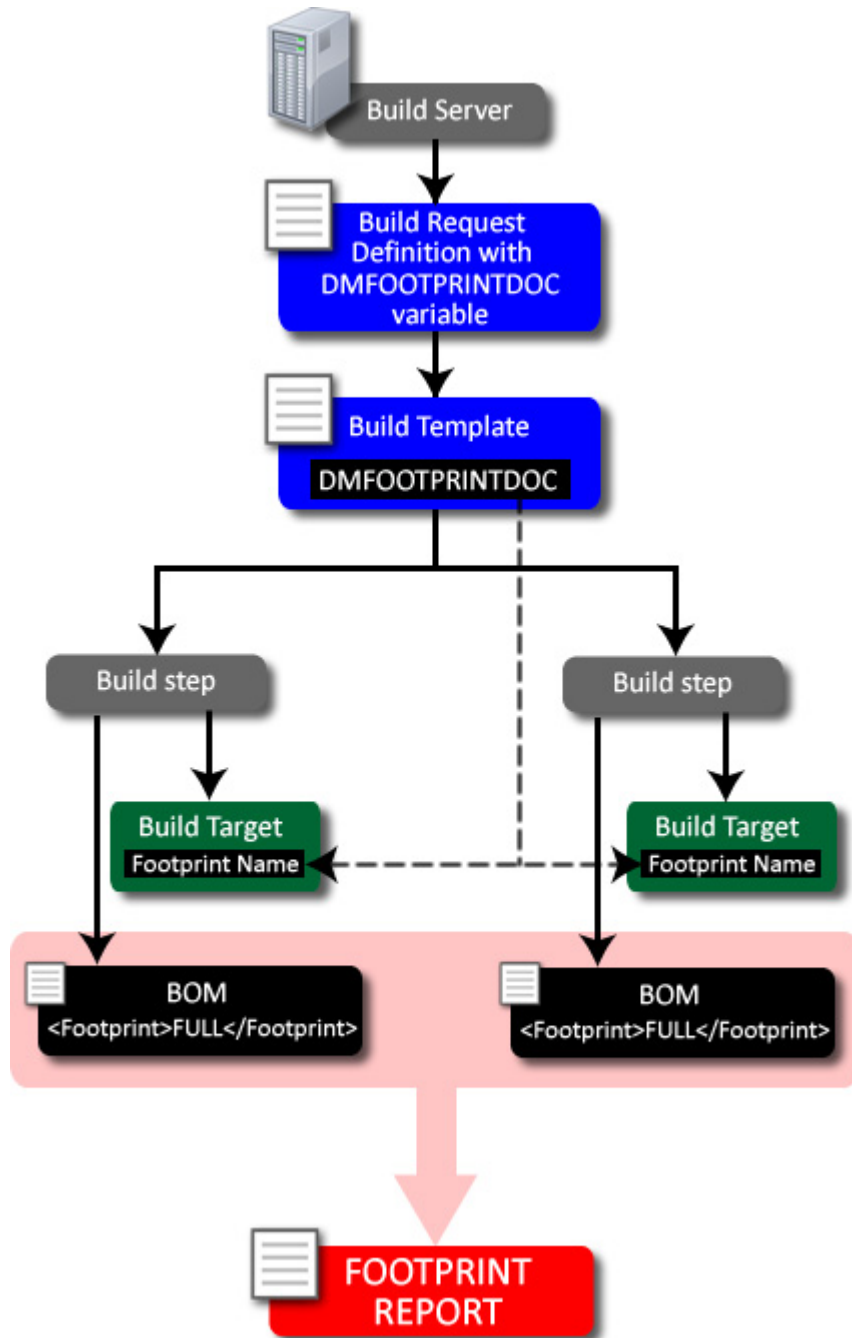 Build Server
Build Request
Definition with
DMFOOTPRINTDOC
variable
Build Template
DMFOOTPRINTDOC
Build step
Build step
Build Target
Footprint Name
Build Target
Footprint Name
BOM
<Footprint>FULL</Footprint>
BOM
<Footprint>FULL</Footprint>
FOOTPRINT
REPORT